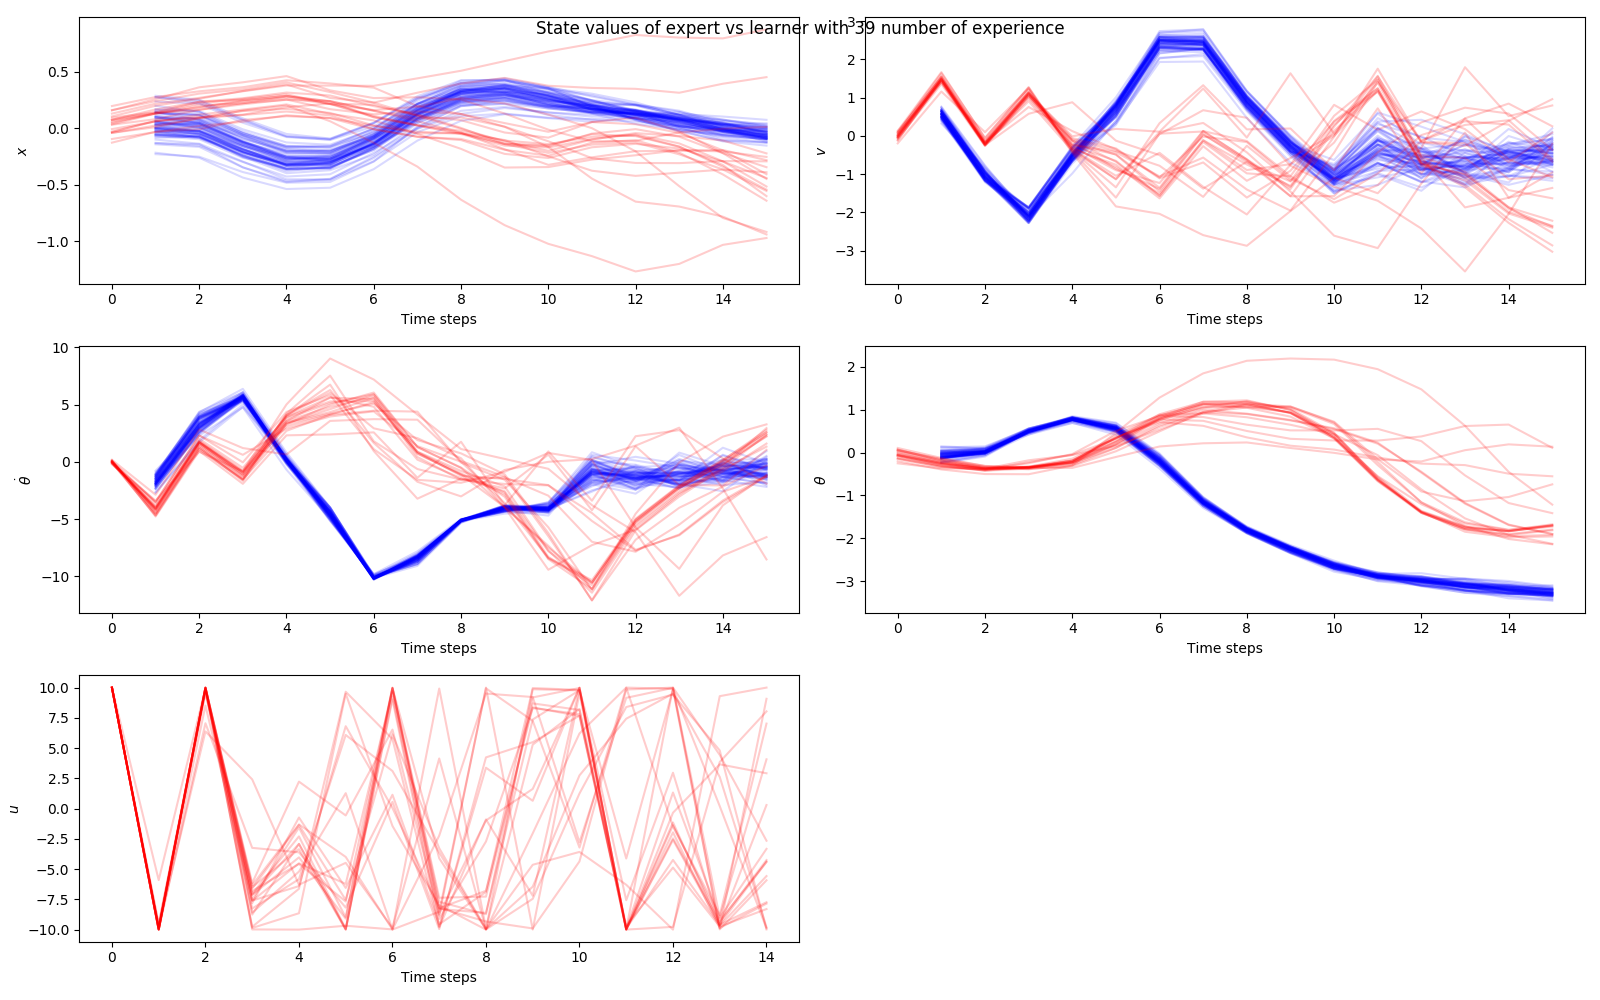 State values of expert vs learner with 39 number of experience
0.5
0.0
−0.5
−1.0
x
0 2 4 6 8 10 12 14
Time steps
3
2
1
0
−1
−2
−3
v
0 2 4 6 8 10 12 14
Time steps
10
5
0
−5
−10
θ̇
0 2 4 6 8 10 12 14
Time steps
2
1
0
−1
−2
−3
θ
0 2 4 6 8 10 12 14
Time steps
10.0
7.5
5.0
2.5
0.0
−2.5
−5.0
−7.5
−10.0
u
0 2 4 6 8 10 12 14
Time steps